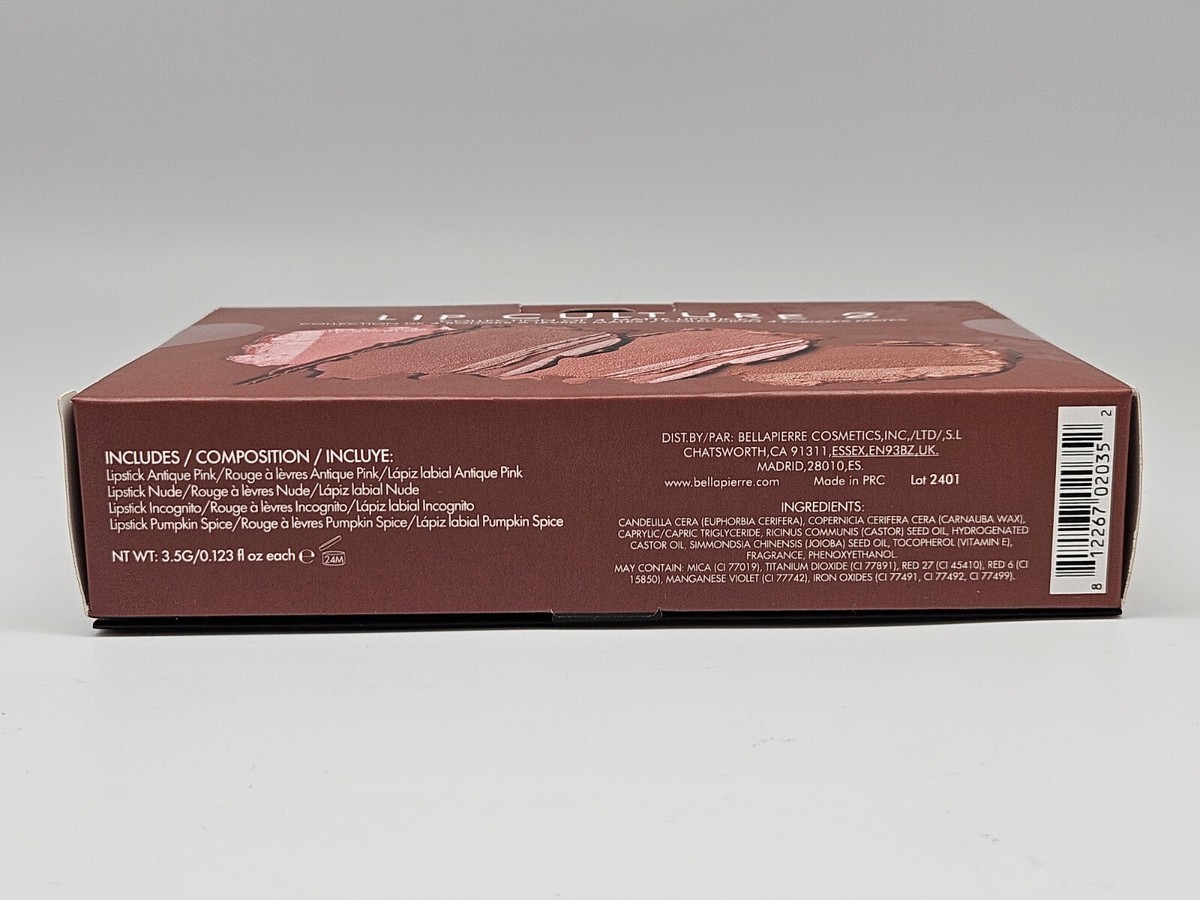 LIP CULTURE 2
INCLUDES / COMPOSITION / INCLUYE:
Lipstick Antique Pink/Rouge à lèvres Antique Pink/Lápiz labial Antique Pink
Lipstick Nude/Rouge à lèvres Nude/Lápiz labial Nude
Lipstick Incognito/Rouge à lèvres Incognito/Lápiz labial Incognito
Lipstick Pumpkin Spice/Rouge à lèvres Pumpkin Spice/Lápiz labial Pumpkin Spice
NT WT: 3.5G/0.123 fl oz each e 24M
DIST.BY/PAR: BELLAPIERRE COSMETICS,INC,/LTD/,S.L
CHATSWORTH,CA 91311,ESSEX,EN93BZ,UK.
MADRID,28010,ES.
www.bellapierre.com Made in PRC Lot 2401
INGREDIENTS:
CANDELILLA CERA (EUPHORBIA CERIFERA), COPERNICIA CERIFERA CERA (CARNAUBA WAX),
CAPRYLIC/CAPRIC TRIGLYCERIDE, RICINUS COMMUNIS (CASTOR) SEED OIL, HYDROGENATED
CASTOR OIL, SIMMONDSIA CHINENSIS (JOJOBA) SEED OIL, TOCOPHEROL (VITAMIN E),
FRAGRANCE, PHENOXYETHANOL.
MAY CONTAIN: MICA (CI 77019), TITANIUM DIOXIDE (CI 77891), RED 27 (CI 45410), RED 6 (CI
15850), MANGANESE VIOLET (CI 77742), IRON OXIDES (CI 77491, CI 77492, CI 77499).
8 12267 02035 2